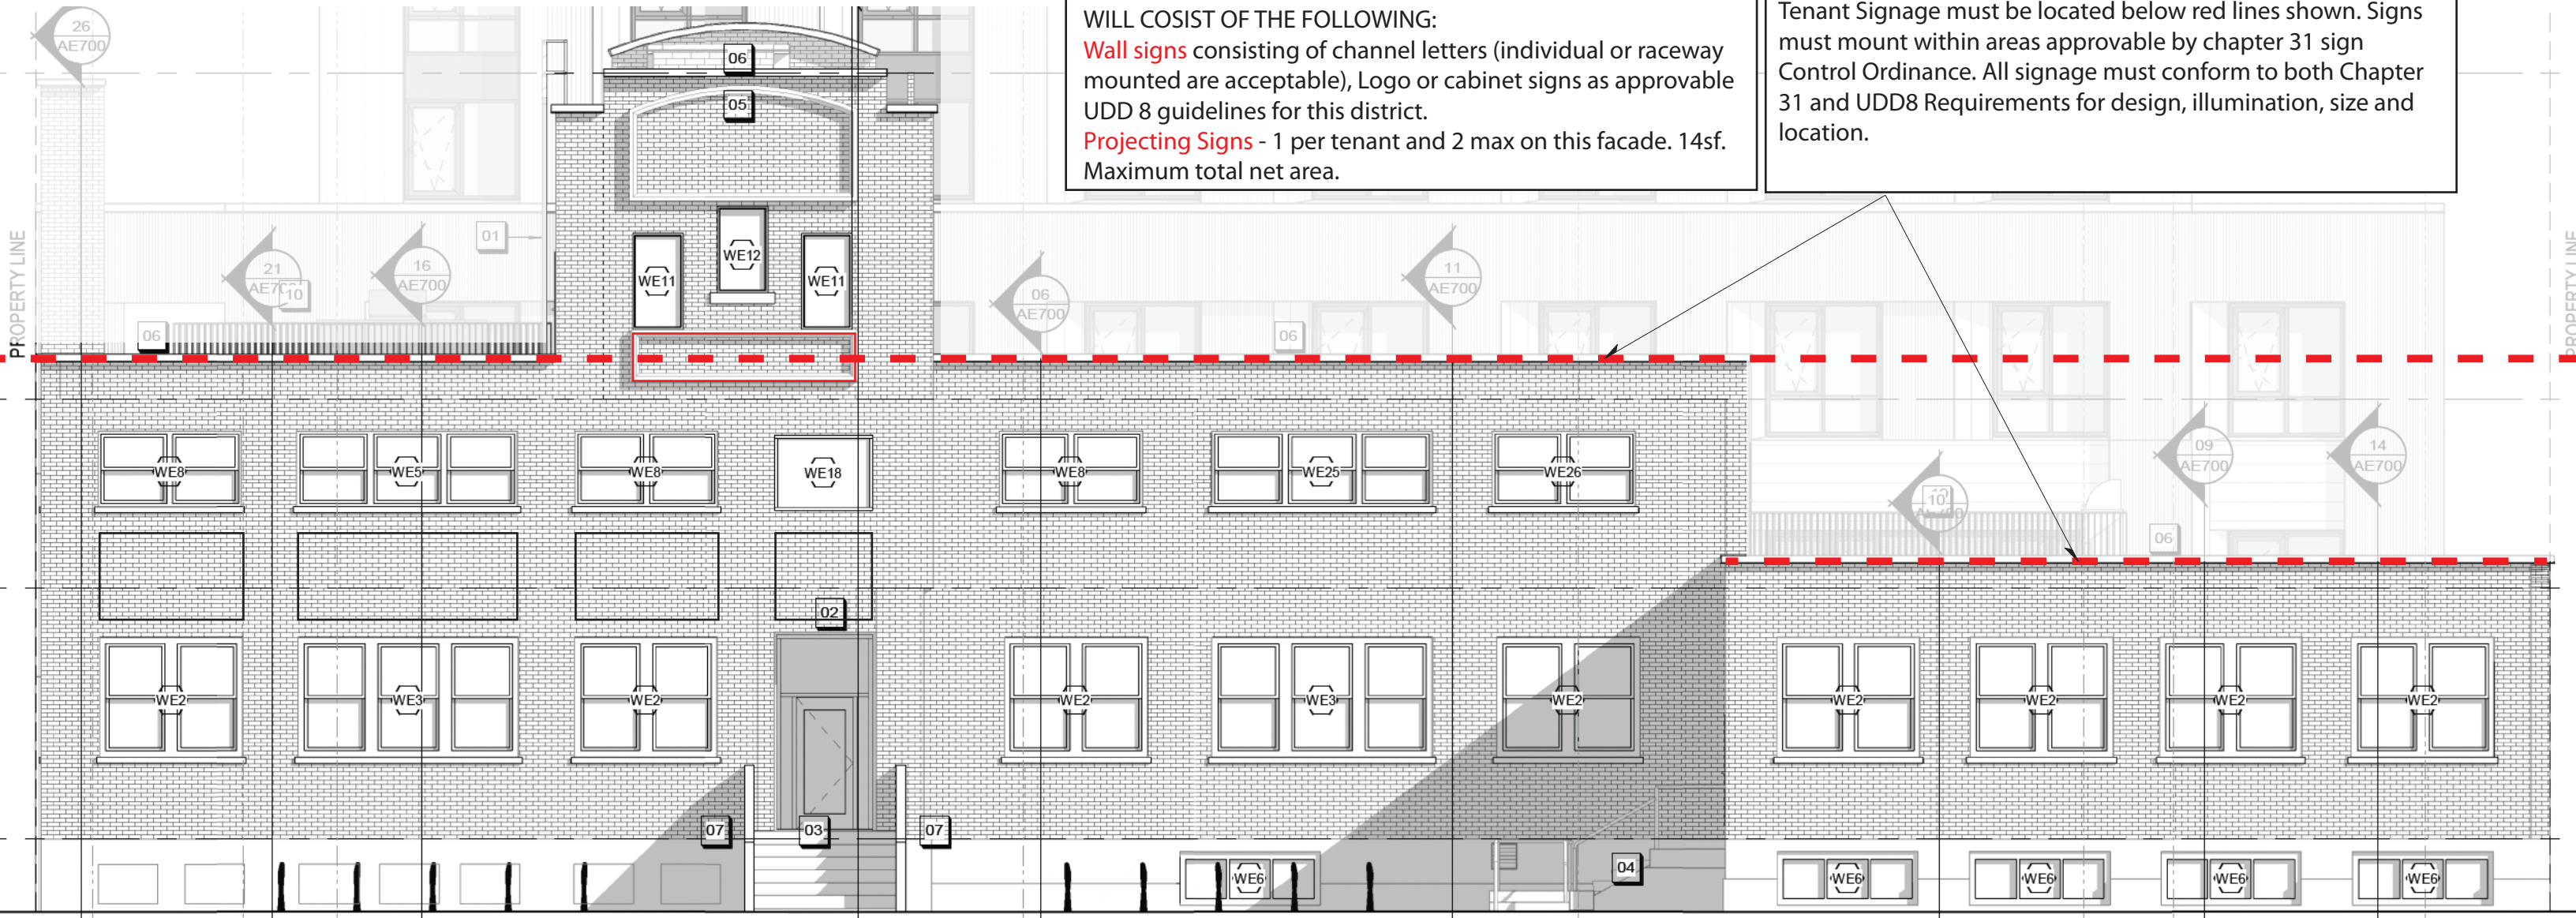 WILL COSIST OF THE FOLLOWING:
Wall signs consisting of channel letters (individual or raceway
mounted are acceptable), Logo or cabinet signs as approvable
UDD 8 guidelines for this district.
Projecting Signs - 1 per tenant and 2 max on this facade. 14sf.
Maximum total net area.
Tenant Signage must be located below red lines shown. Signs
must mount within areas approvable by chapter 31 sign
Control Ordinance. All signage must conform to both Chapter
31 and UDD8 Requirements for design, illumination, size and
location.
26
AE700
06
05
PROPERTY LINE
01
21
10
16
AE700
WE11
WE12
WE11
06
AE700
11
AE700
PROPERTY LINE
06
06
WE8
WE5
WE8
WE18
WE8
WE25
WE26
10
09
AE700
14
AE700
06
02
WE2
WE3
WE2
WE2
WE3
WE2
WE2
WE2
WE2
WE2
07
03
07
04
WE6
WE6
WE6
WE6
WE6